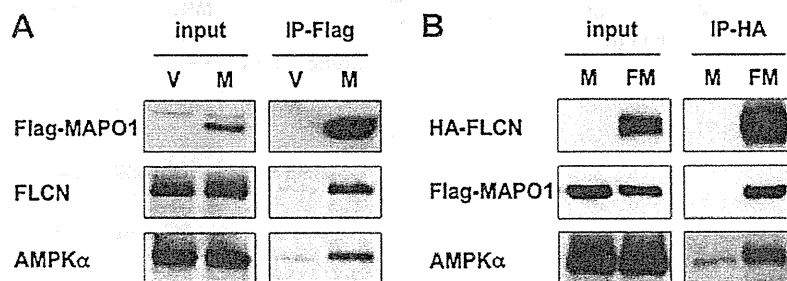 A
input IP-Flag
V M V M
Flag-MAPO1
FLCN
AMPKα
B
input IP-HA
M FM M FM
HA-FLCN
Flag-MAPO1
AMPKα